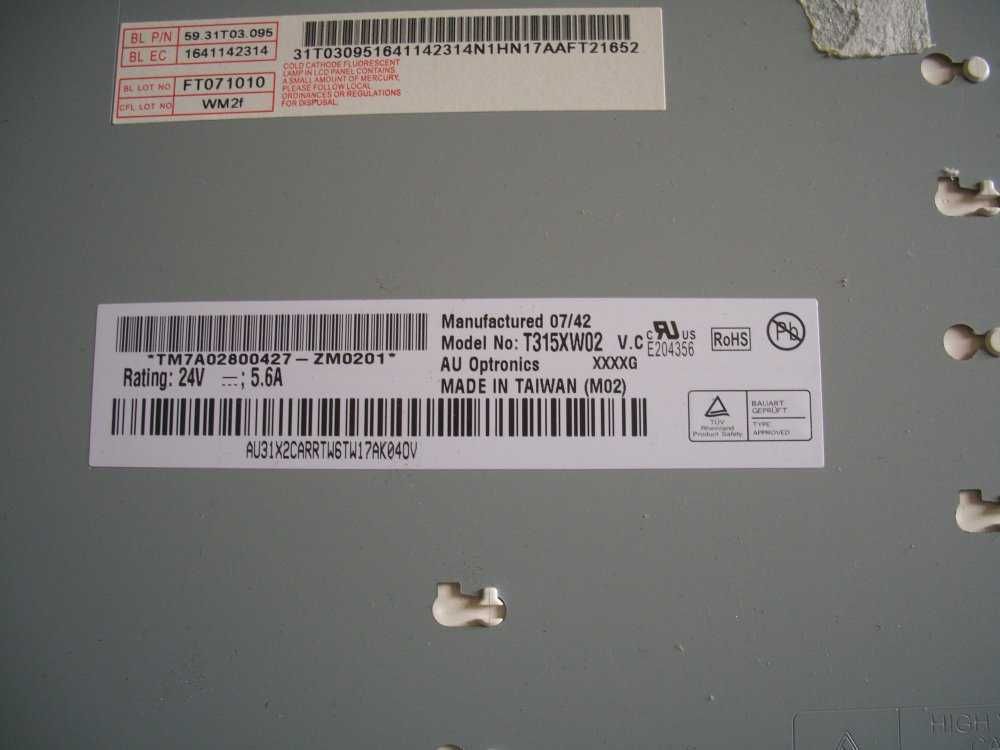 BL P/N 59.31T03.095
BL EC 1641142314
BL LOT NO FT071010
CFL LOT NO WM2f
31T030951641142314N1HN17AAFT21652
COLD CATHODE FLUORESCENT
LAMP IN LCD PANEL CONTAINS
A SMALL AMOUNT OF MERCURY,
PLEASE FOLLOW LOCAL
ORDINANCES OR REGULATIONS
FOR DISPOSAL.
*TM7A02800427-ZM0201*
Rating: 24V ⎓; 5.6A
Manufactured 07/42
Model No: T315XW02 V.C
AU Optronics XXXXG
MADE IN TAIWAN (M02)
c RU US
E204356
RoHS
Pb
AU31X2CARRTW6TW17AK040V
TÜV
Rheinland
Product Safety
BAUART
GEPRÜFT
TYPE
APPROVED
HIGH